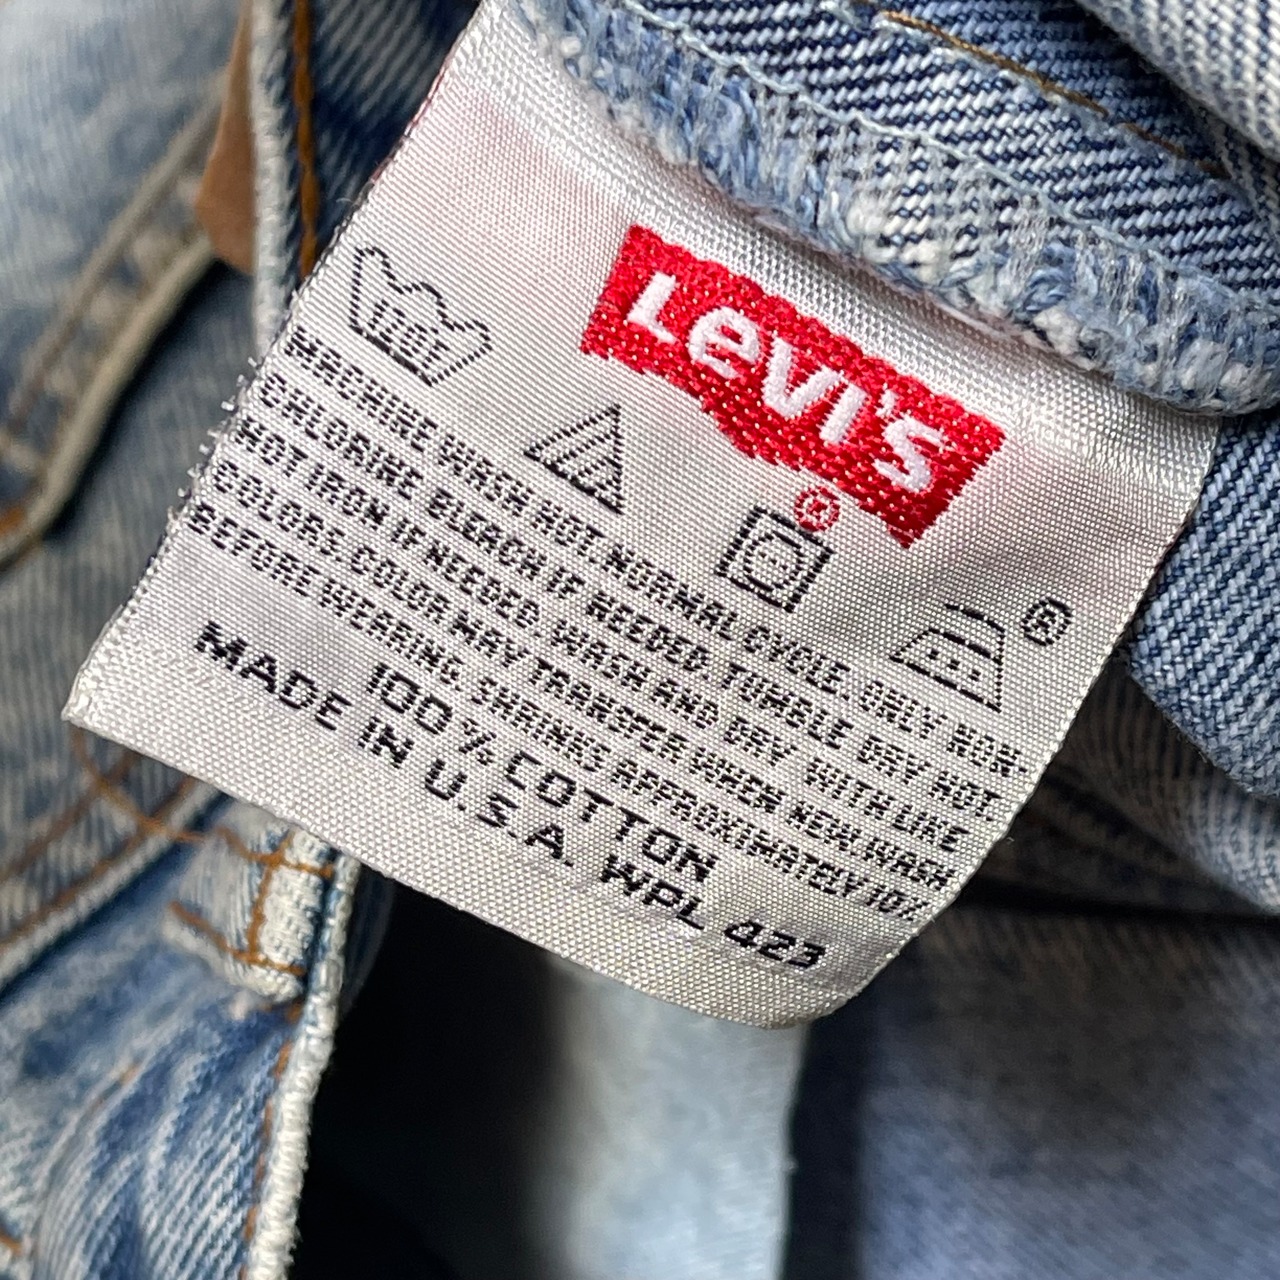 Levi's
®
®
MACHINE WASH HOT. NORMAL CYCLE. ONLY NON-
CHLORINE BLEACH IF NEEDED. TUMBLE DRY HOT.
HOT IRON IF NEEDED. WASH AND DRY WITH LIKE
COLORS. COLOR MAY TRANSFER WHEN NEW. WASH
BEFORE WEARING. SHRINKS APPROXIMATELY 10%.
100% COTTON
MADE IN U.S.A. WPL 423